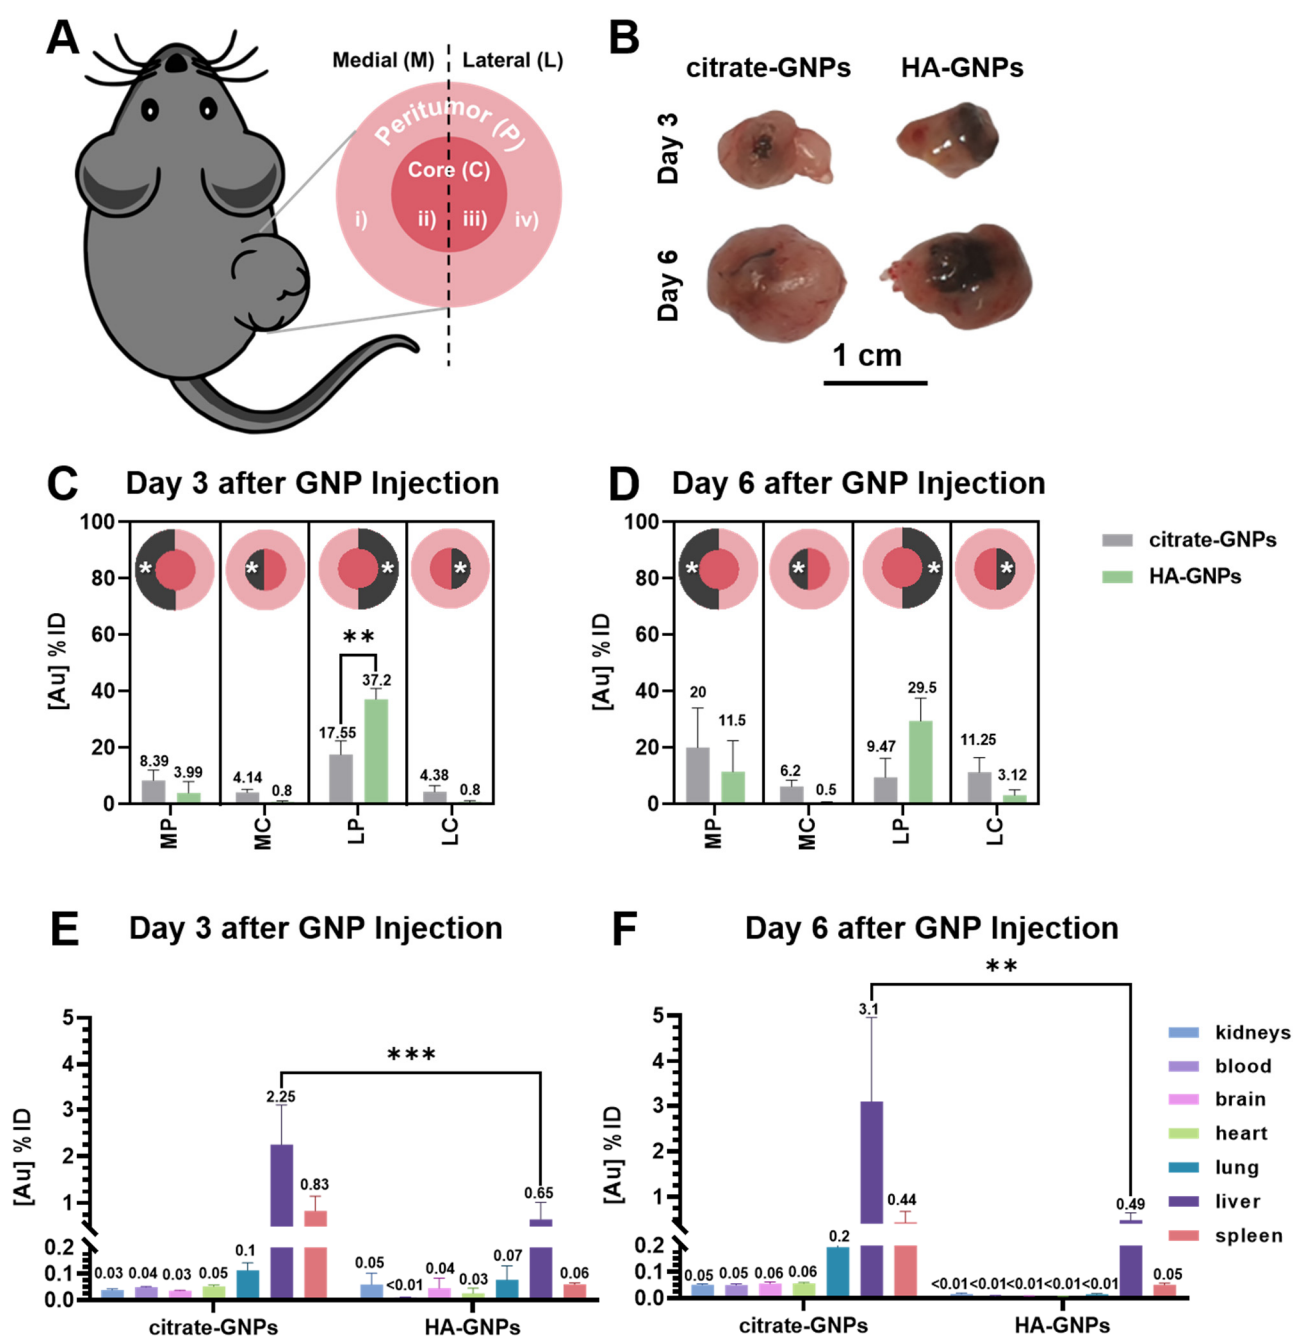 A
Medial (M)
Lateral (L)
Peritumor (P)
Core (C)
i)
ii)
iii)
iv)
B
citrate-GNPs
HA-GNPs
Day 3
Day 6
1 cm
C
Day 3 after GNP Injection
[Au] % ID
100
80
60
40
20
0
* * * *
**
8.39
3.99
4.14
0.8
17.55
37.2
4.38
0.8
MP
MC
LP
LC
D
Day 6 after GNP Injection
[Au] % ID
100
80
60
40
20
0
* * * *
20
11.5
6.2
0.5
9.47
29.5
11.25
3.12
MP
MC
LP
LC
citrate-GNPs
HA-GNPs
E
Day 3 after GNP Injection
[Au] % ID
5
4
3
2
1
0.2
0.1
0.0
***
0.03
0.04
0.03
0.05
0.1
2.25
0.83
0.05
<0.01
0.04
0.03
0.07
0.65
0.06
citrate-GNPs
HA-GNPs
F
Day 6 after GNP Injection
[Au] % ID
5
4
3
2
1
0.2
0.1
0.0
**
0.05
0.05
0.06
0.06
0.2
3.1
0.44
<0.01
<0.01
<0.01
<0.01
<0.01
0.49
0.05
citrate-GNPs
HA-GNPs
kidneys
blood
brain
heart
lung
liver
spleen